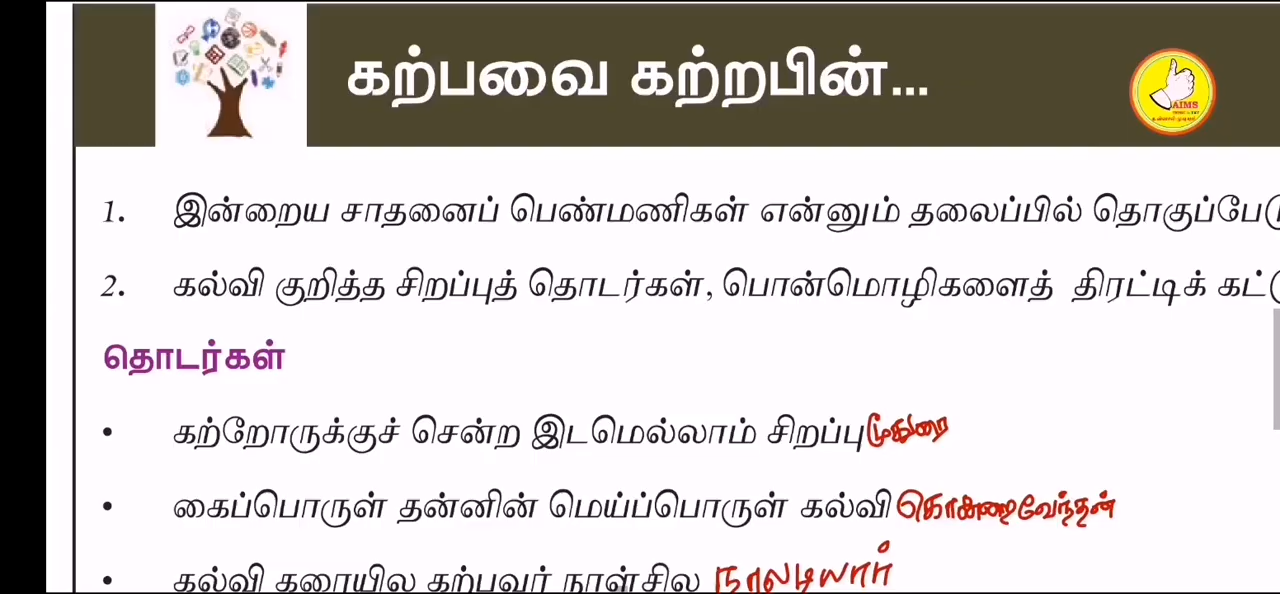 கற்பவை கற்றபின்...
AIMS
1. இன்றைய சாதனைப் பெண்மணிகள் என்னும் தலைப்பில் தொகுப்பேடு
2. கல்வி குறித்த சிறப்புத் தொடர்கள், பொன்மொழிகளைத் திரட்டிக்
தொடர்கள்
• கற்றோருக்குச் சென்ற இடமெல்லாம் சிறப்பு மூதுரை
• கைப்பொருள் தன்னின் மெய்ப்பொருள் கல்வி கொன்றைவேந்தன்
• கல்வி கரையில கற்பவர் நாள்சில நாலடியார்